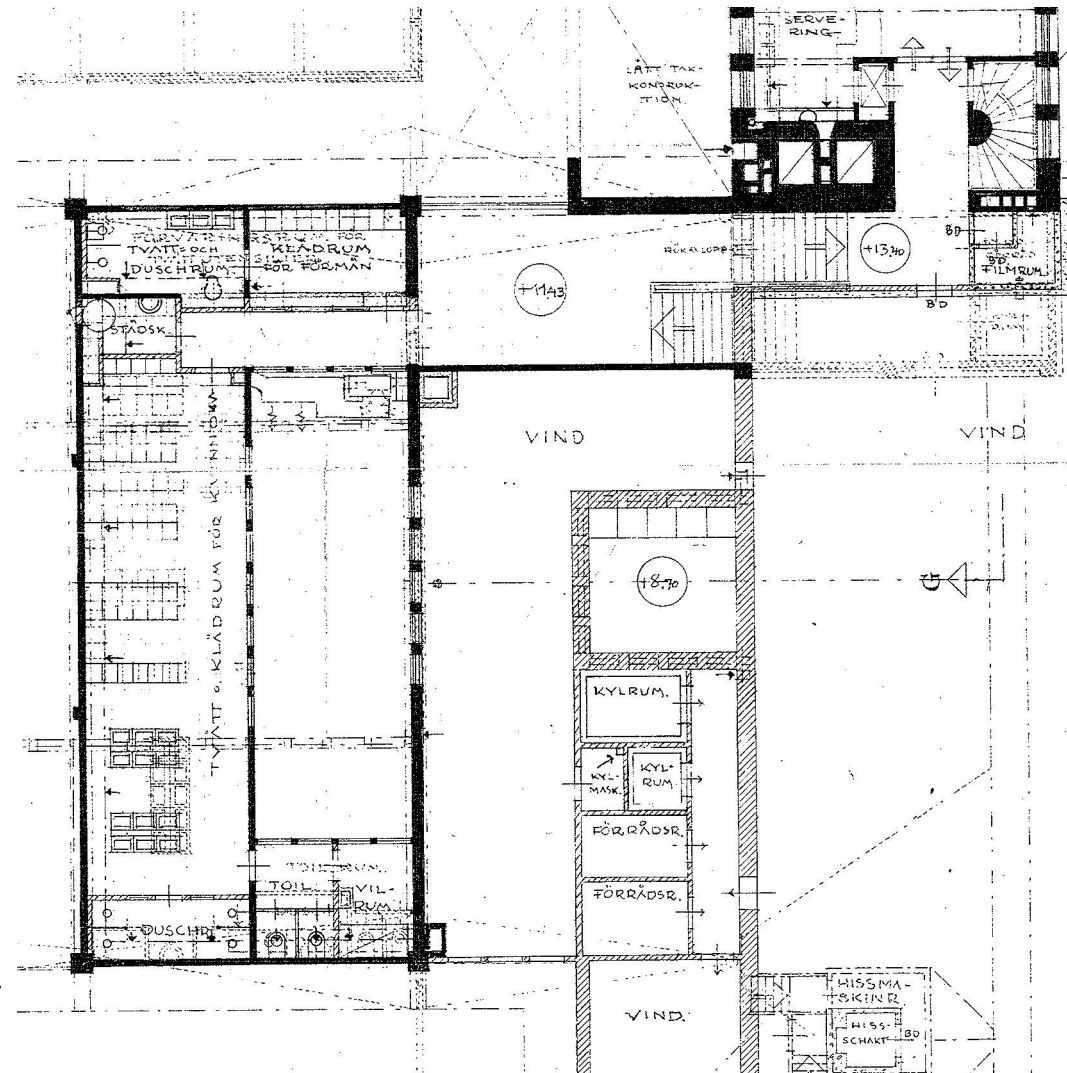 SERVE-
RING
LÄTT TAK-
KONSTRUK-
TION.
TVÄTT- OCH
DUSCHRUM
KLÄDRUM
FÖR FÖRMÄN
+11.43
+13.40
BD
BD
FILMRUM.
BD
STÄDSK.
VIND
VIND
TVÄTT o. KLÄDRUM FÖR KVINNOR
+8.70
KYLRUM.
KYL-
MASK.
KYL-
RUM
FÖRRÅDSR.
FÖRRÅDSR.
TOIL.
VIL-
RUM.
DUSCHR.
VIND.
HISSMA-
SKINR
HISS-
SCHAKT
BD